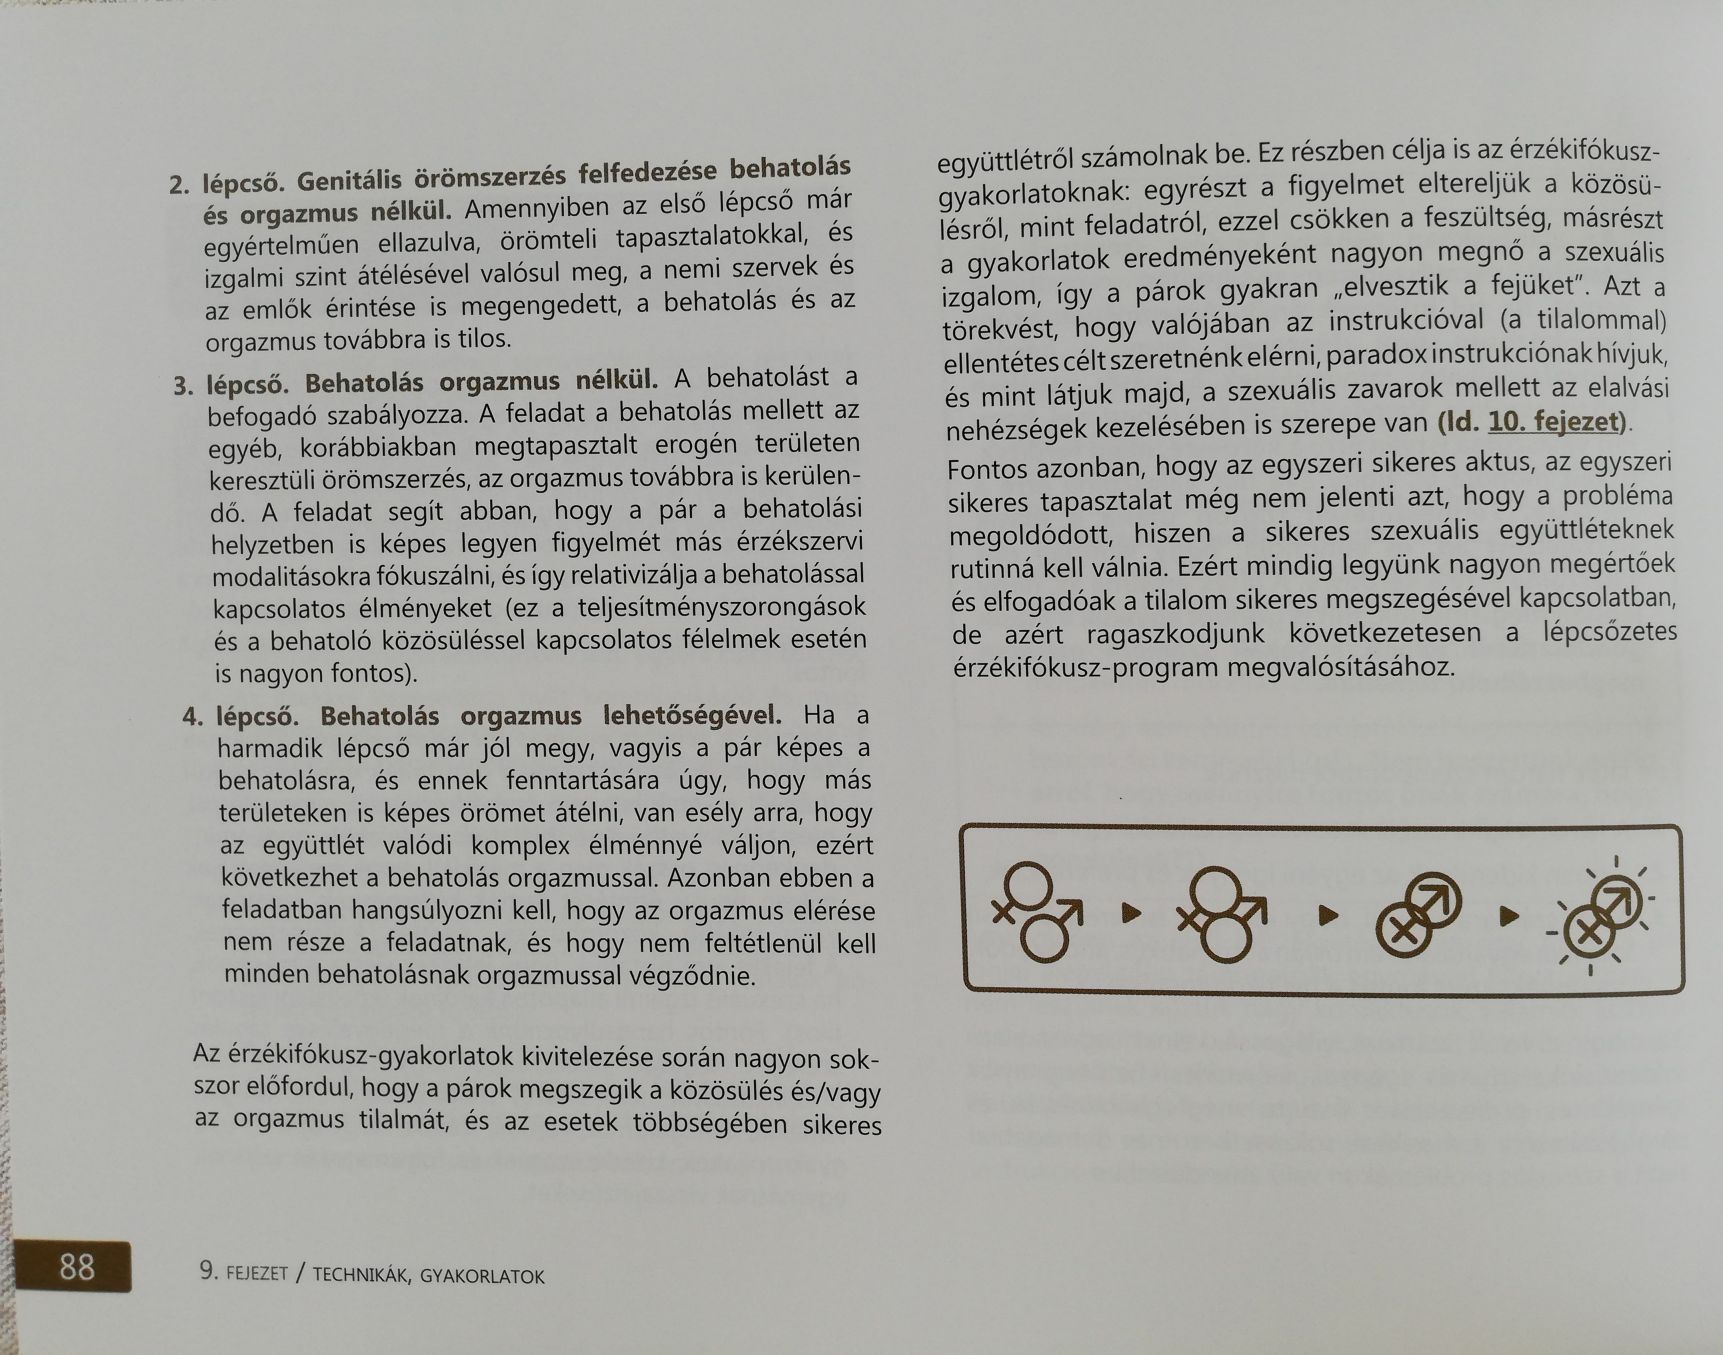 2. lépcső. Genitális örömszerzés felfedezése behatolás
és orgazmus nélkül. Amennyiben az első lépcső már
egyértelműen ellazulva, örömteli tapasztalatokkal, és
izgalmi szint átélésével valósul meg, a nemi szervek és
az emlők érintése is megengedett, a behatolás és az
orgazmus továbbra is tilos.
3. lépcső. Behatolás orgazmus nélkül. A behatolást a
befogadó szabályozza. A feladat a behatolás mellett az
egyéb, korábbiakban megtapasztalt erogén területen
keresztüli örömszerzés, az orgazmus továbbra is kerülen-
dő. A feladat segít abban, hogy a pár a behatolási
helyzetben is képes legyen figyelmét más érzékszervi
modalitásokra fókuszálni, és így relativizálja a behatolással
kapcsolatos élményeket (ez a teljesítményszorongások
és a behatoló közösüléssel kapcsolatos félelmek esetén
is nagyon fontos).
4. lépcső. Behatolás orgazmus lehetőségével. Ha a
harmadik lépcső már jól megy, vagyis a pár képes a
behatolásra, és ennek fenntartására úgy, hogy más
területeken is képes örömet átélni, van esély arra, hogy
az együttlét valódi komplex élménnyé váljon, ezért
következhet a behatolás orgazmussal. Azonban ebben a
feladatban hangsúlyozni kell, hogy az orgazmus elérése
nem része a feladatnak, és hogy nem feltétlenül kell
minden behatolásnak orgazmussal végződnie.
Az érzékifókusz-gyakorlatok kivitelezése során nagyon sok-
szor előfordul, hogy a párok megszegik a közösülés és/vagy
az orgazmus tilalmát, és az esetek többségében sikeres
együttlétről számolnak be. Ez részben célja is az érzékifókusz-
gyakorlatoknak: egyrészt a figyelmet eltereljük a közösü-
lésről, mint feladatról, ezzel csökken a feszültség, másrészt
a gyakorlatok eredményeként nagyon megnő a szexuális
izgalom, így a párok gyakran „elvesztik a fejüket". Azt a
törekvést, hogy valójában az instrukcióval (a tilalommal)
ellentétes célt szeretnénk elérni, paradox instrukciónak hívjuk,
és mint látjuk majd, a szexuális zavarok mellett az elalvási
nehézségek kezelésében is szerepe van (ld. 10. fejezet).
Fontos azonban, hogy az egyszeri sikeres aktus, az egyszeri
sikeres tapasztalat még nem jelenti azt, hogy a probléma
megoldódott, hiszen a sikeres szexuális együttléteknek
rutinná kell válnia. Ezért mindig legyünk nagyon megértőek
és elfogadóak a tilalom sikeres megszegésével kapcsolatban,
de azért ragaszkodjunk következetesen a lépcsőzetes
érzékifókusz-program megvalósításához.
88
9. FEJEZET / TECHNIKÁK, GYAKORLATOK